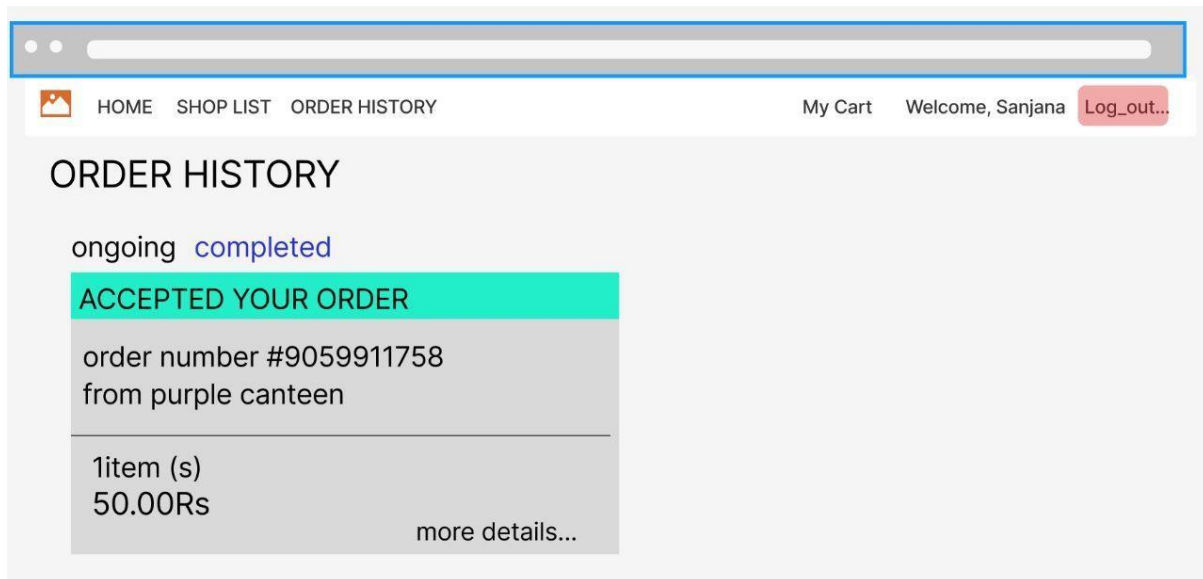 HOME SHOP LIST ORDER HISTORY My Cart Welcome, Sanjana Log_out...
ORDER HISTORY
ongoing completed
ACCEPTED YOUR ORDER
order number #9059911758
from purple canteen
1item (s)
50.00Rs
more details...